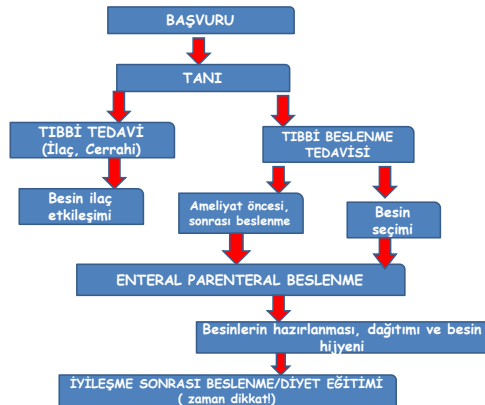 BAŞVURU
TANI
TIBBİ TEDAVİ
(İlaç, Cerrahi)
TIBBİ BESLENME
TEDAVİSİ
Besin ilaç
etkileşimi
Ameliyat öncesi,
sonrası beslenme
Besin
seçimi
ENTERAL PARENTERAL BESLENME
Besinlerin hazırlanması, dağıtımı ve besin
hijyeni
İYİLEŞME SONRASI BESLENME/DİYET EĞİTİMİ
( zaman dikkat!)